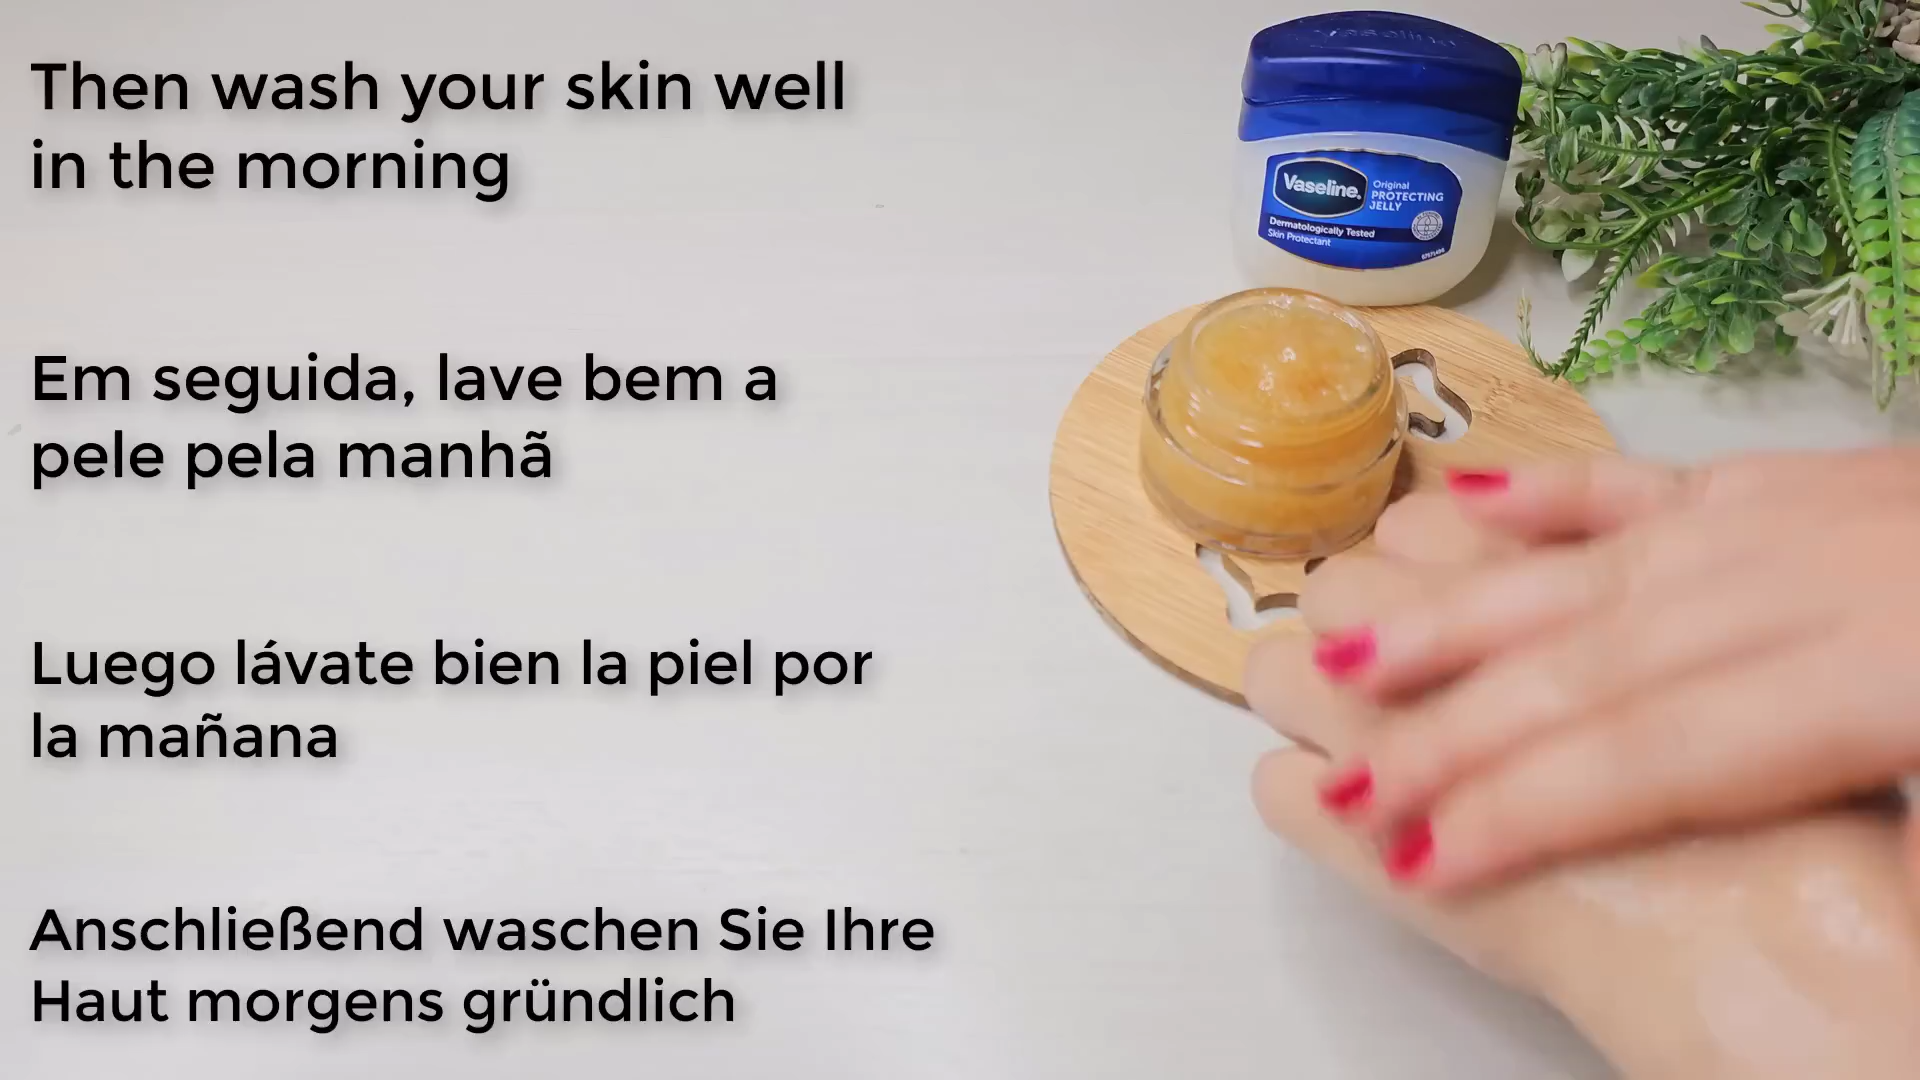 Then wash your skin well
in the morning
Em seguida, lave bem a
pele pela manhã
Luego lávate bien la piel por
la mañana
Anschließend waschen Sie Ihre
Haut morgens gründlich
Vaseline
Vaseline.
Original
PROTECTING
JELLY
Dermatologically Tested
Skin Protectant